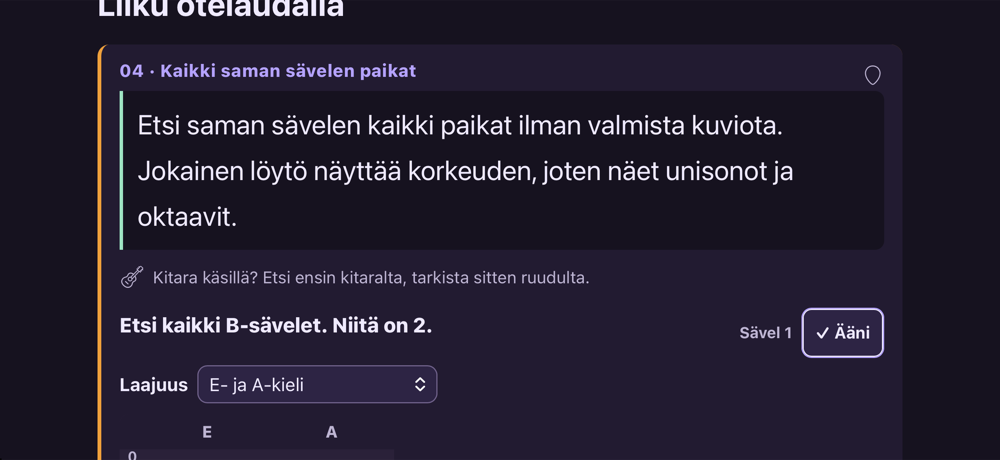 Liiku otelaudalla
04 · Kaikki saman sävelen paikat
Etsi saman sävelen kaikki paikat ilman valmista kuviota.
Jokainen löytö näyttää korkeuden, joten näet unisonot ja
oktaavit.
Kitara käsillä? Etsi ensin kitaralta, tarkista sitten ruudulta.
Etsi kaikki B-sävelet. Niitä on 2.
Sävel 1
✓ Ääni
Laajuus
E- ja A-kieli
E A
0